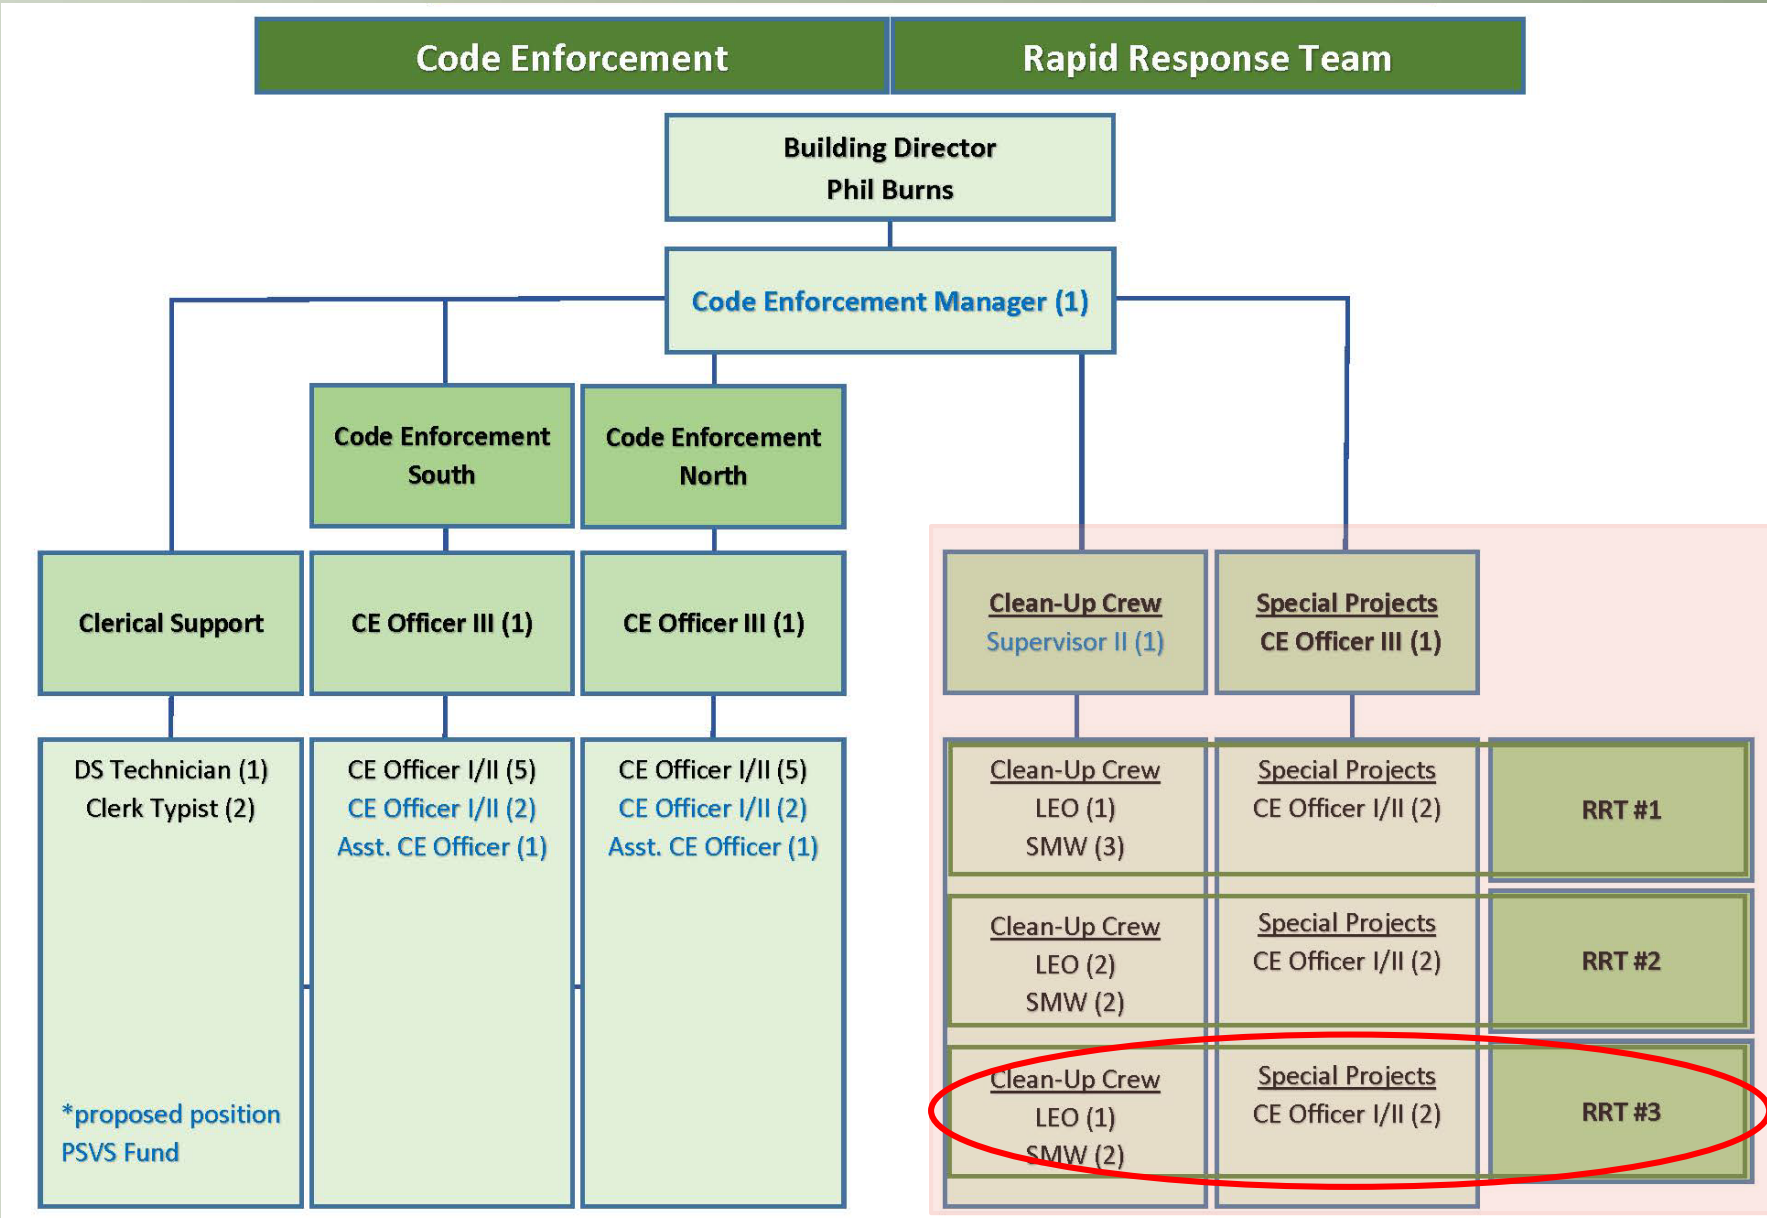 Code Enforcement
Rapid Response Team
Building Director
Phil Burns
Code Enforcement Manager (1)
Code Enforcement
South
Code Enforcement
North
Clerical Support
CE Officer III (1)
CE Officer III (1)
Clean-Up Crew
Supervisor II (1)
Special Projects
CE Officer III (1)
DS Technician (1)
Clerk Typist (2)
*proposed position
PSVS Fund
CE Officer I/II (5)
CE Officer I/II (2)
Asst. CE Officer (1)
CE Officer I/II (5)
CE Officer I/II (2)
Asst. CE Officer (1)
Clean-Up Crew
LEO (1)
SMW (3)
Special Projects
CE Officer I/II (2)
RRT #1
Clean-Up Crew
LEO (2)
SMW (2)
Special Projects
CE Officer I/II (2)
RRT #2
Clean-Up Crew
LEO (1)
SMW (2)
Special Projects
CE Officer I/II (2)
RRT #3